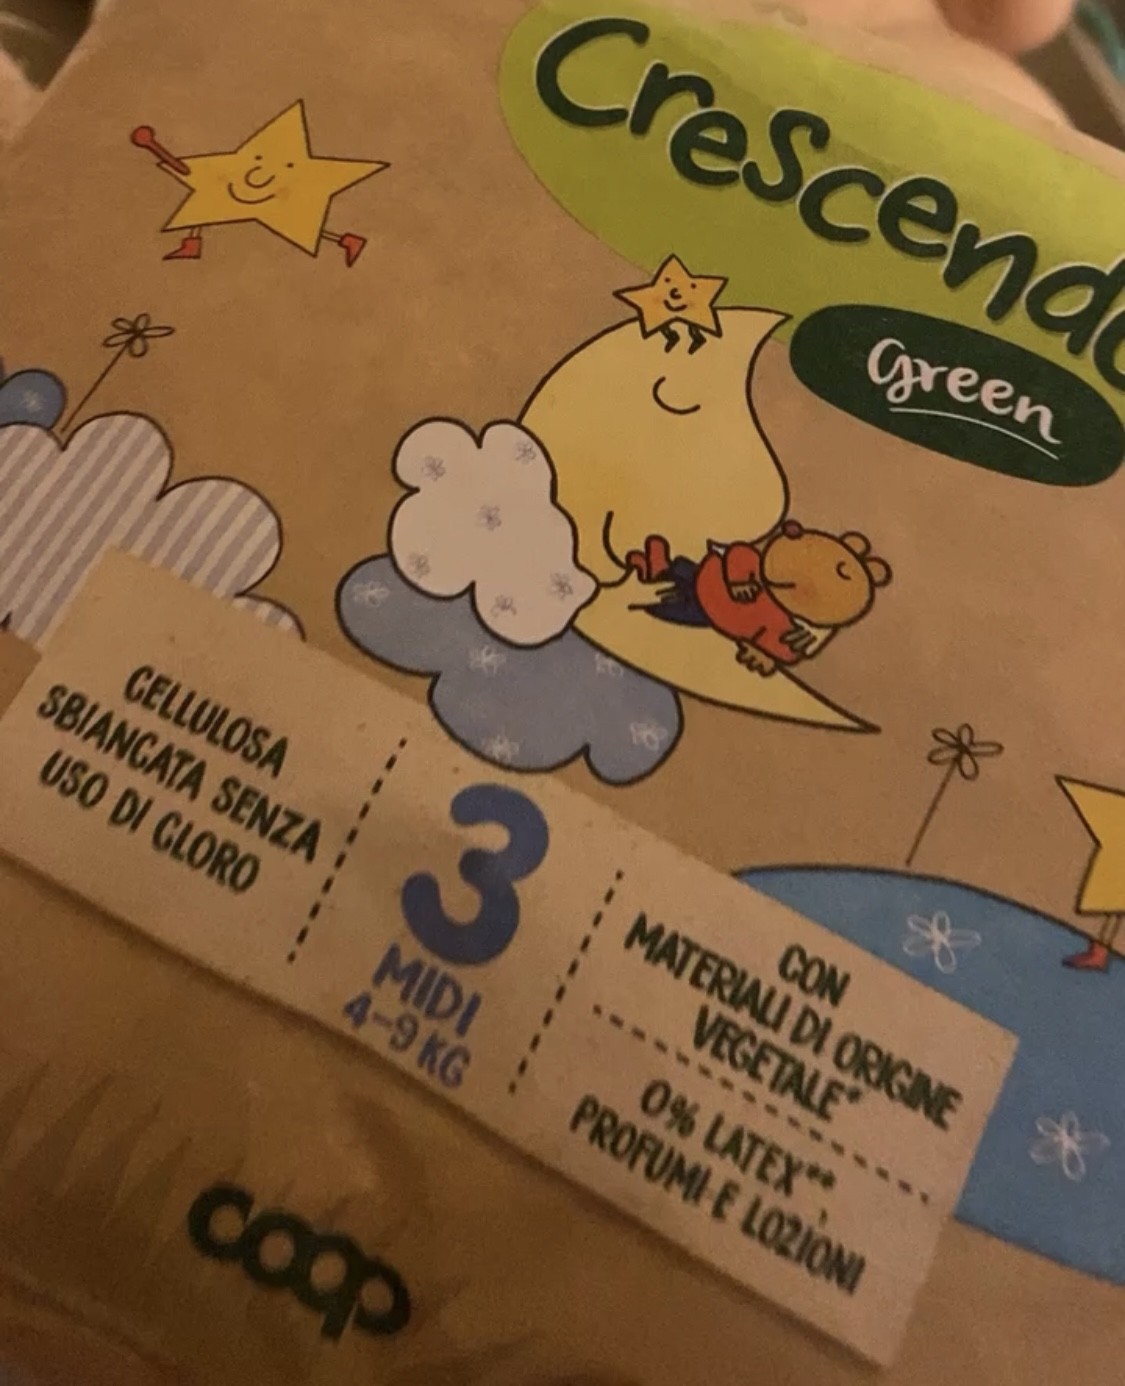 Crescendo
green
CELLULOSA
SBIANCATA SENZA
USO DI CLORO
3
MIDI
4-9 KG
CON
MATERIALI DI ORIGINE
VEGETALE*
0% LATEX**,
PROFUMI E LOZIONI
coop